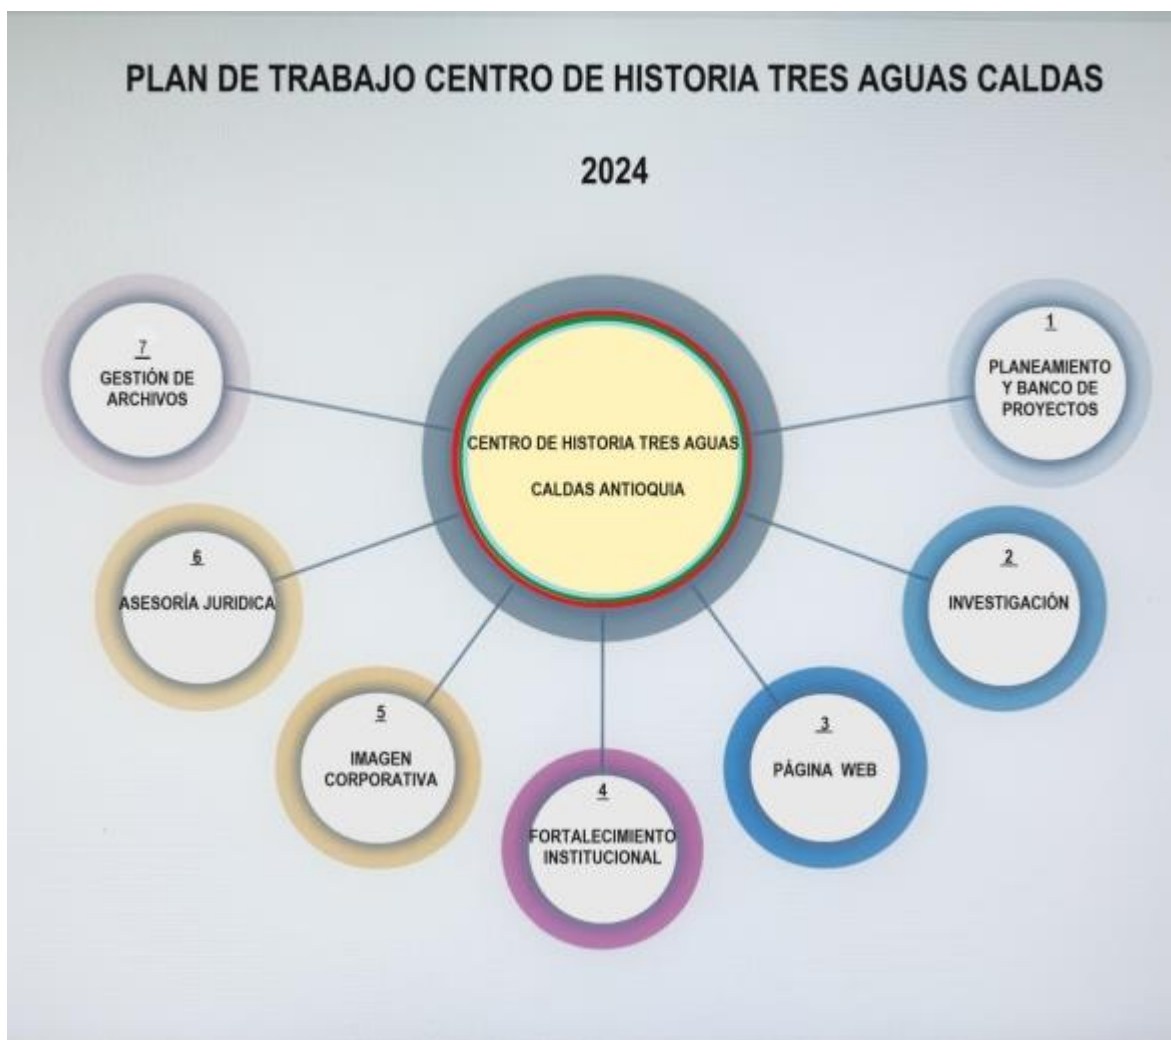 PLAN DE TRABAJO CENTRO DE HISTORIA TRES AGUAS CALDAS
2024
CENTRO DE HISTORIA TRES AGUAS
CALDAS ANTIOQUIA
1
PLANEAMIENTO
Y BANCO DE
PROYECTOS
2
INVESTIGACIÓN
3
PÁGINA WEB
4
FORTALECIMIENTO
INSTITUCIONAL
5
IMAGEN
CORPORATIVA
6
ASESORÍA JURIDICA
7
GESTIÓN DE
ARCHIVOS